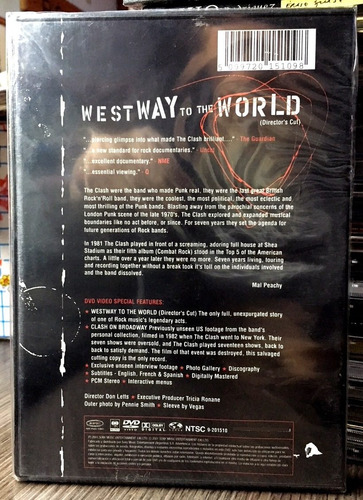 5 099720 151098
WESTWAY TO THE WORLD
(Director's Cut)
"...piercing glimpse into what made The Clash brilliant...." - The Guardian
"...a new standard for rock documentaries." - Uncut
"...excellent documentary." - NME
"...essential viewing." - Q
The Clash were the band who made Punk real, they were the last great British
Rock'n'Roll band, they were the coolest, the most political, the most eclectic and
most thrilling of the Punk bands. Blasting away from the parochial concerns of the
London Punk scene of the late 1970's, The Clash explored and expanded musical
boundaries like no act before, or since. For seven years they set the agenda for
future generations of Rock bands.
In 1981 The Clash played in front of a screaming, adoring full house at Shea
Stadium as their fifth album (Combat Rock) stood in the Top 5 of the American
charts. A little over a year later they were no more. Seven years living, touring
and recording together without a break took it's toll on the individuals involved
and the band dissolved.
Mal Peachy
DVD VIDEO SPECIAL FEATURES:
WESTWAY TO THE WORLD (Director's Cut) The only full, unexpurgated story
of one of Rock music's legendary acts.
CLASH ON BROADWAY Previously unseen US footage from the band's
personal collection, filmed in 1982 when The Clash went to New York. Their
seven shows were oversold, and The Clash played seventeen shows, back to
back to satisfy demand. The film of that event was destroyed, this salvaged
cutting copy is the only record.
Exclusive unseen interview footage Photo Gallery Discography
Subtitles - English, French & Spanish Digitally Mastered
PCM Stereo Interactive menus
Director Don Letts Executive Producer Tricia Ronane
Outer photo by Pennie Smith Sleeve by Vegas
DVD
VIDEO
DOLBY
DIGITAL
NTSC
9-201510